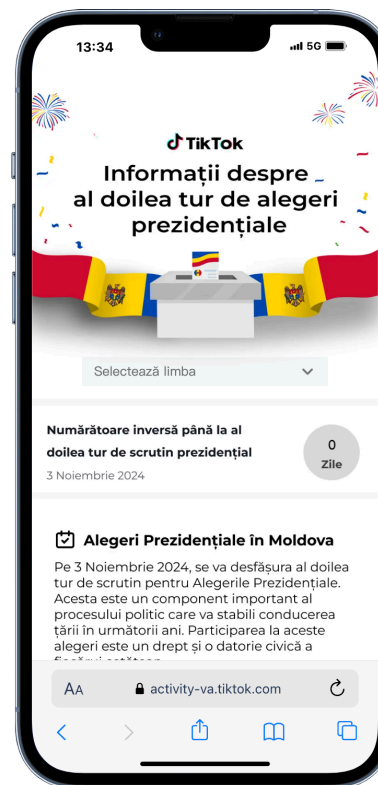 13:34
5G
TikTok
Informații despre
al doilea tur de alegeri
prezidențiale
Selectează limba
Numărătoare inversă până la al
doilea tur de scrutin prezidențial
3 Noiembrie 2024
0
Zile
Alegeri Prezidențiale în Moldova
Pe 3 Noiembrie 2024, se va desfășura al doilea
tur de scrutin pentru Alegerile Prezidențiale.
Acesta este un component important al
procesului politic care va stabili conducerea
țării în următorii ani. Participarea la aceste
alegeri este un drept și o datorie civică a
AA
activity-va.tiktok.com